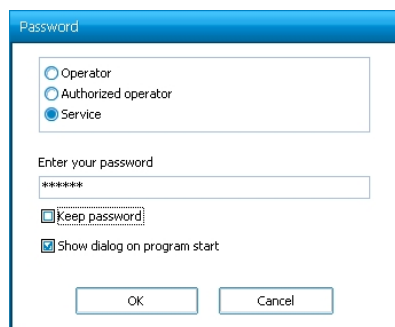 Password
Operator
Authorized operator
Service
Enter your password
******
Keep password
Show dialog on program start
OK
Cancel